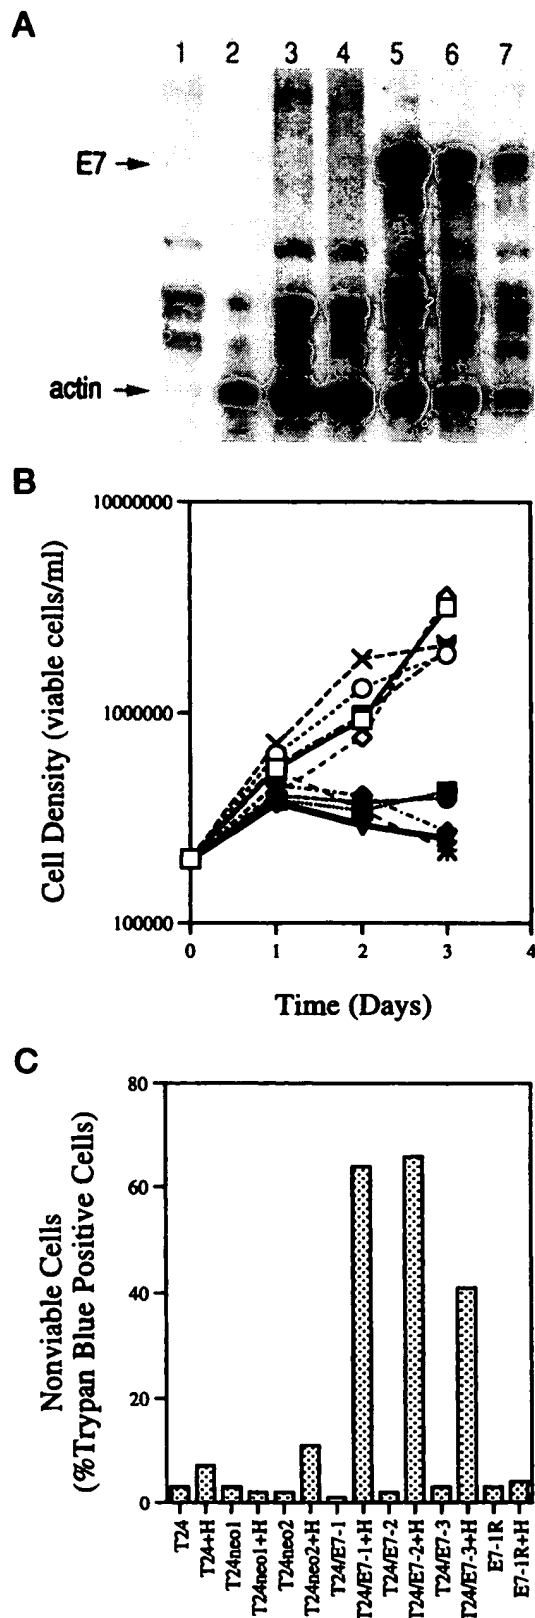 A
1 2 3 4 5 6 7
E7
actin
B
10000000
1000000
100000
Cell Density (viable cells/ml)
0 1 2 3 4
Time (Days)
C
80
60
40
20
0
Nonviable Cells
(%Trypan Blue Positive Cells)
T24
T24+H
T24neo1
T24neo1+H
T24neo2
T24neo2+H
T24/E7-1
T24/E7-1+H
T24/E7-2
T24/E7-2+H
T24/E7-3
T24/E7-3+H
E7-1R
E7-1R+H